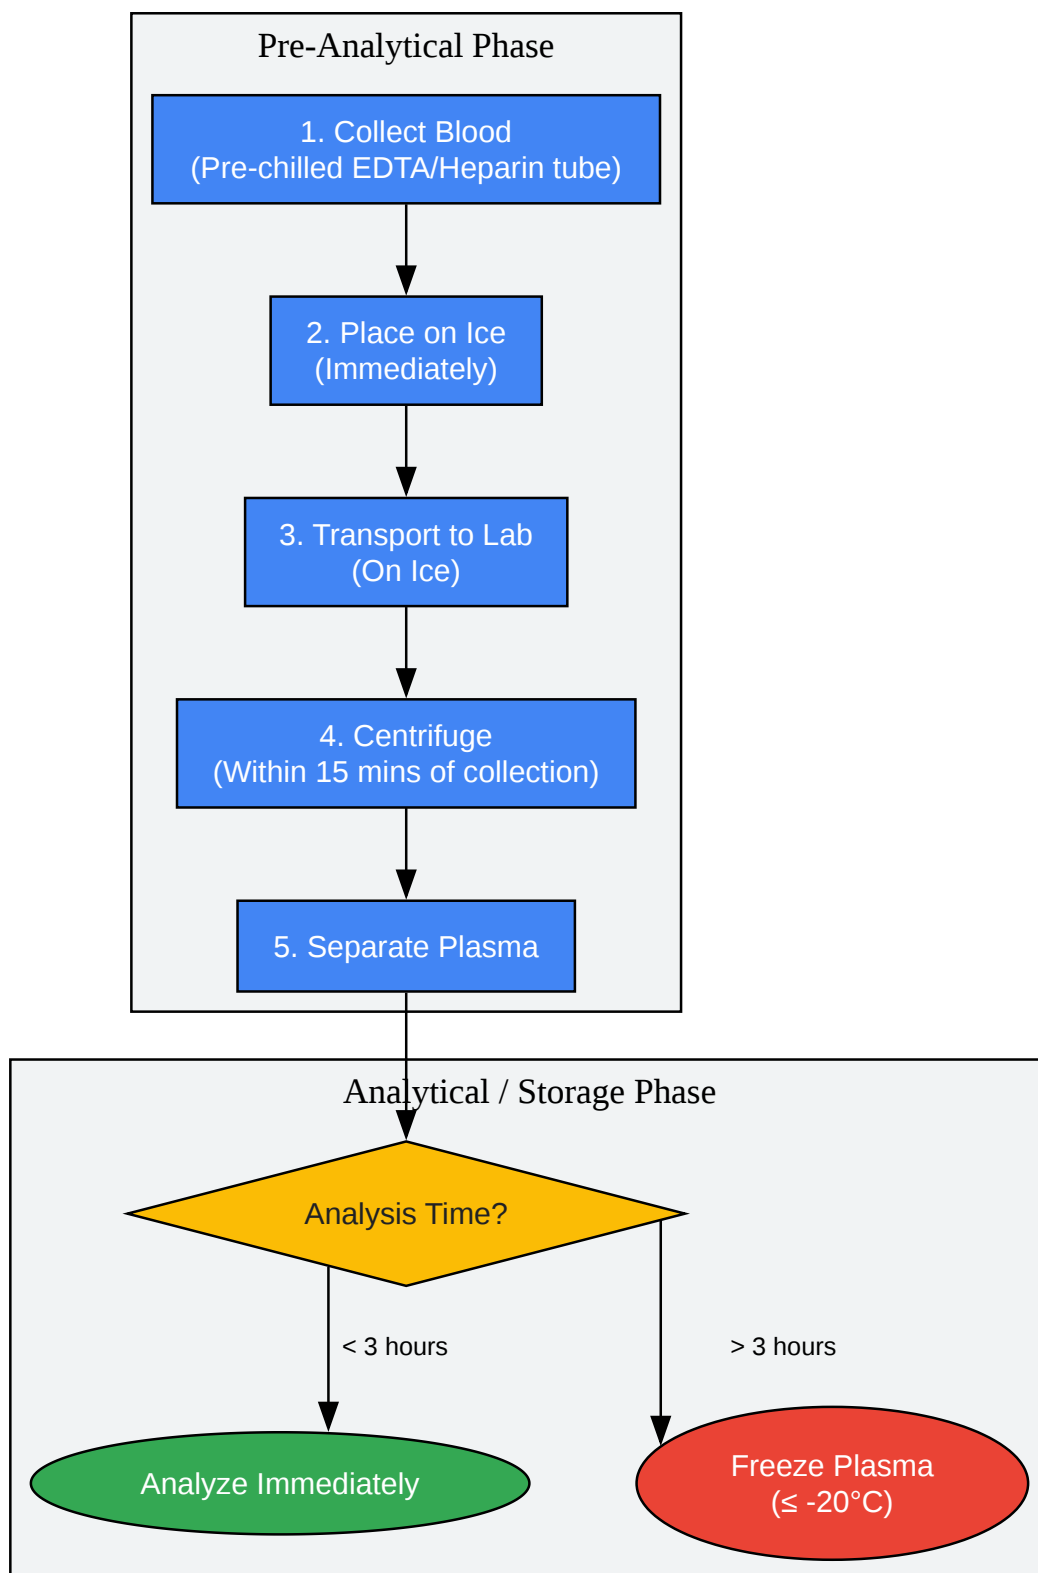 Pre-Analytical Phase
1. Collect Blood
(Pre-chilled EDTA/Heparin tube)
2. Place on Ice
(Immediately)
3. Transport to Lab
(On Ice)
4. Centrifuge
(Within 15 mins of collection)
5. Separate Plasma
Analytical / Storage Phase
Analysis Time?
< 3 hours
> 3 hours
Analyze Immediately
Freeze Plasma
(≤ -20°C)